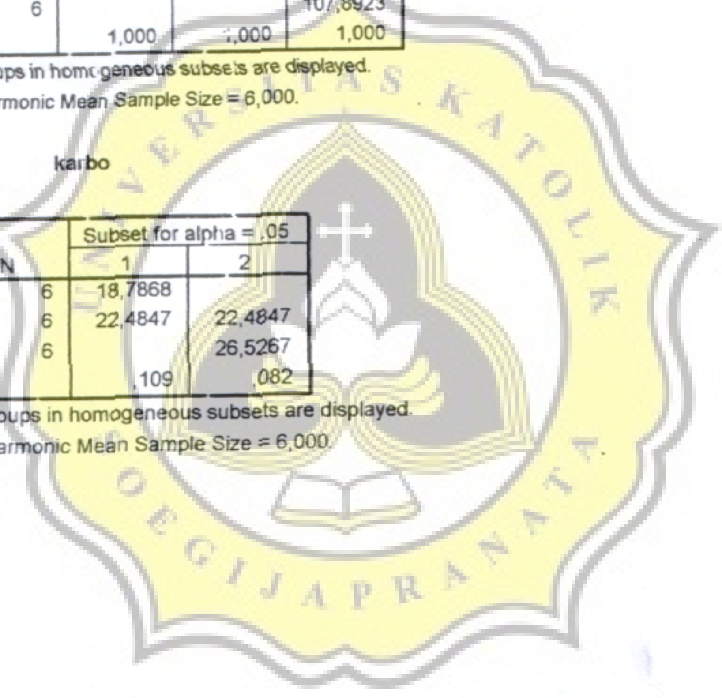 6 107,8923
1,000 1,000 1,000
ups in homogeneous subsets are displayed.
rmonic Mean Sample Size = 6,000.
karbo
Subset for alpha = .05
N 1 2
6 18,7868
6 22,4847 22,4847
6 26,5267
,109 ,082
oups in homogeneous subsets are displayed.
armonic Mean Sample Size = 6,000.
UNIVERSITAS KATOLIK
SOEGIJAPRANATA